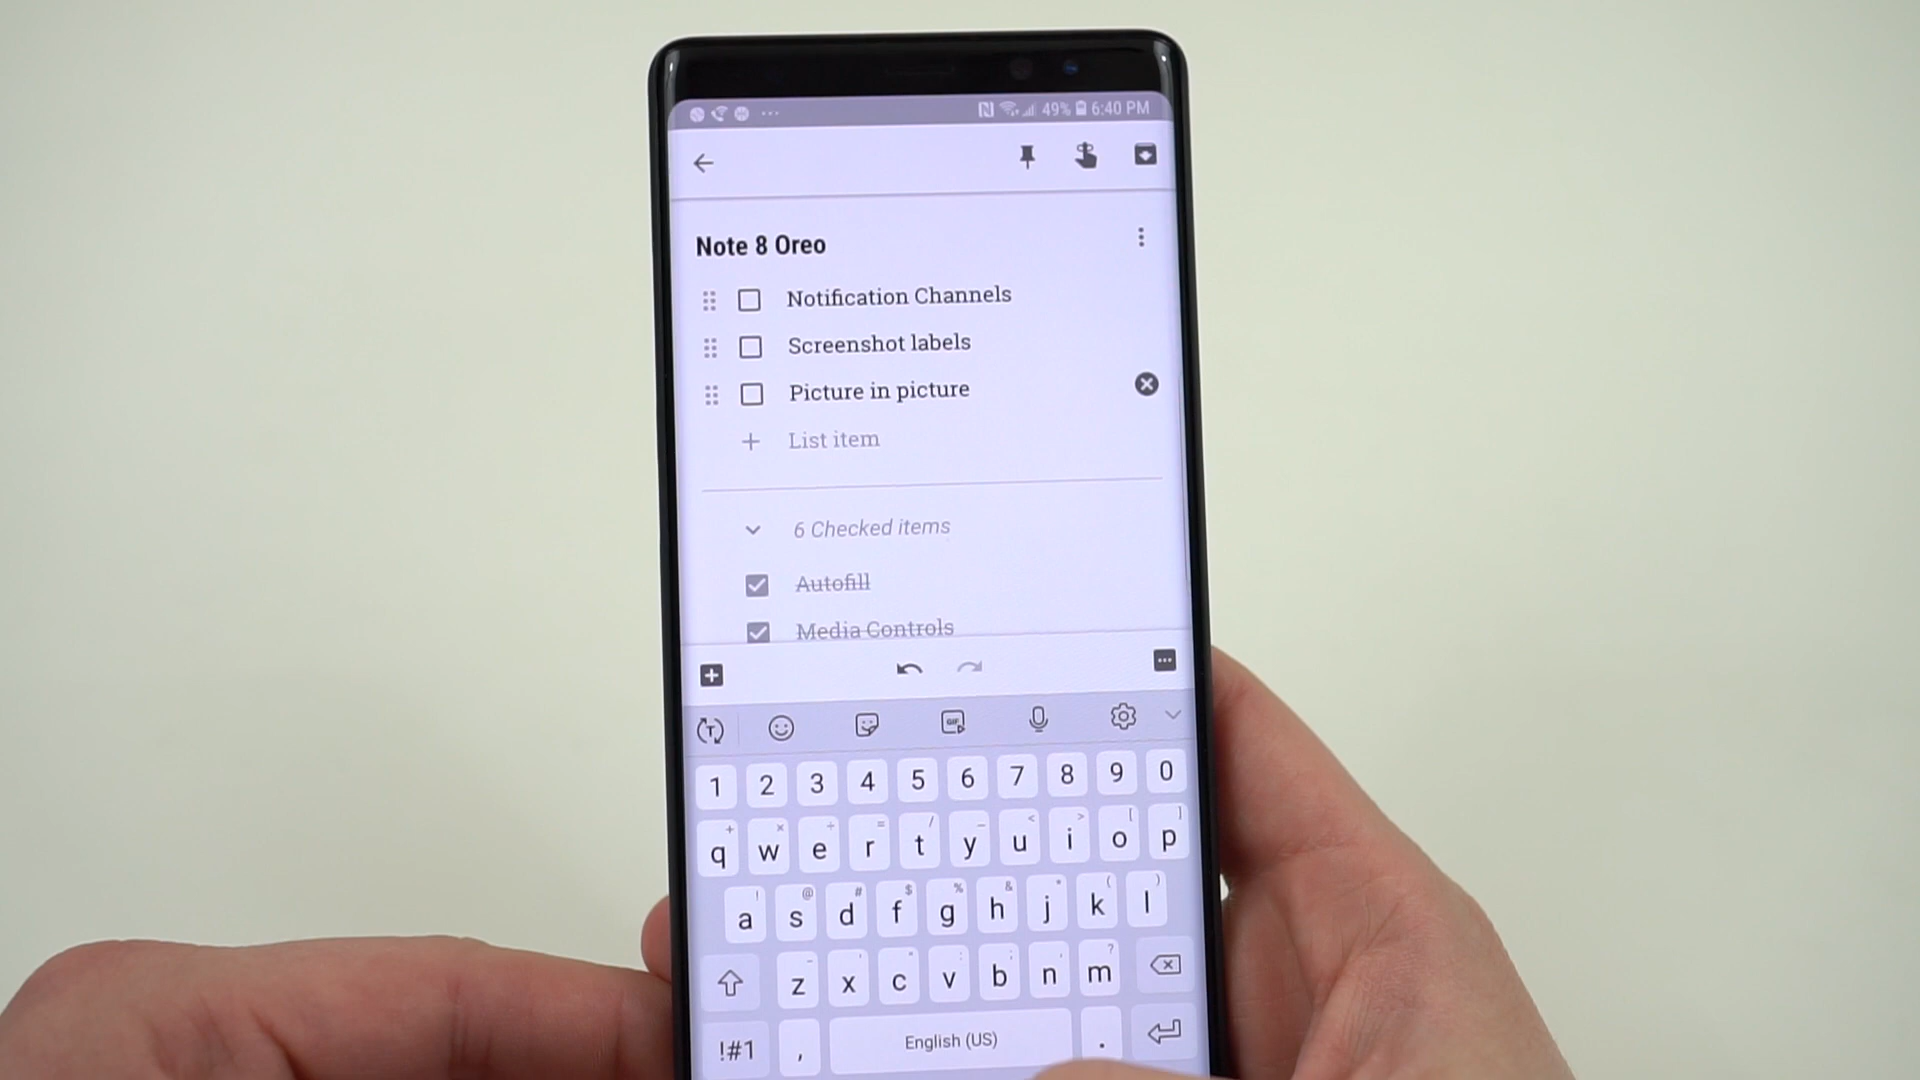 49% 6:40 PM
Note 8 Oreo
Notification Channels
Screenshot labels
Picture in picture
+ List item
6 Checked items
Autofill
Media Controls
GIF
1 2 3 4 5 6 7 8 9 0
q w e r t y u i o p
a s d f g h j k l
z x c v b n m
!#1 , English (US) .